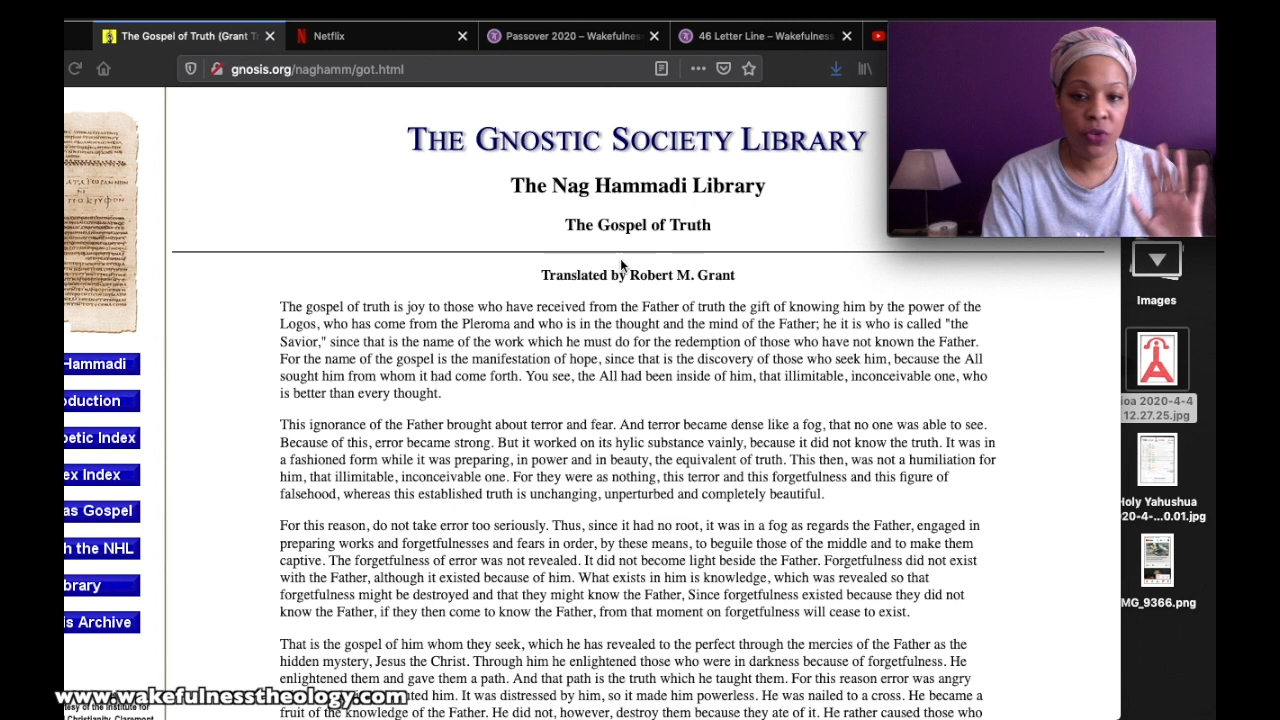 The Gospel of Truth (Grant T
Netflix
Passover 2020 – Wakefulnes
46 Letter Line – Wakefulness
gnosis.org/naghamm/got.html
THE GNOSTIC SOCIETY LIBRARY
The Nag Hammadi Library
The Gospel of Truth
Translated by Robert M. Grant
The gospel of truth is joy to those who have received from the Father of truth the gift of knowing him by the power of the
Logos, who has come from the Pleroma and who is in the thought and the mind of the Father; he it is who is called "the
Savior," since that is the name of the work which he must do for the redemption of those who have not known the Father.
For the name of the gospel is the manifestation of hope, since that is the discovery of those who seek him, because the All
sought him from whom it had come forth. You see, the All had been inside of him, that illimitable, inconceivable one, who
is better than every thought.
This ignorance of the Father brought about terror and fear. And terror became dense like a fog, that no one was able to see.
Because of this, error became strong. But it worked on its hylic substance vainly, because it did not know the truth. It was in
a fashioned form while it was preparing, in power and in beauty, the equivalent of truth. This then, was not a humiliation for
him, that illimitable, inconceivable one. For they were as nothing, this terror and this forgetfulness and this figure of
falsehood, whereas this established truth is unchanging, unperturbed and completely beautiful.
For this reason, do not take error too seriously. Thus, since it had no root, it was in a fog as regards the Father, engaged in
preparing works and forgetfulnesses and fears in order, by these means, to beguile those of the middle and to make them
captive. The forgetfulness of error was not revealed. It did not become light beside the Father. Forgetfulness did not exist
with the Father, although it existed because of him. What exists in him is knowledge, which was revealed so that
forgetfulness might be destroyed and that they might know the Father, Since forgetfulness existed because they did not
know the Father, if they then come to know the Father, from that moment on forgetfulness will cease to exist.
That is the gospel of him whom they seek, which he has revealed to the perfect through the mercies of the Father as the
hidden mystery, Jesus the Christ. Through him he enlightened those who were in darkness because of forgetfulness. He
enlightened them and gave them a path. And that path is the truth which he taught them. For this reason error was angry
ted him. It was distressed by him, so it made him powerless. He was nailed to a cross. He became a
fruit of the knowledge of the Father. He did not, however, destroy them because they ate of it. He rather caused those who
Hammadi
oduction
oetic Index
ex Index
as Gospel
h the NHL
ibrary
is Archive
www.wakefulnesstheology.com
tesy of the Institute for
Christianity, Claremont
Images
ioa 2020-4-4
12.27.25.jpg
Holy Yahushua
020-4-...0.01.jpg
MG_9366.png